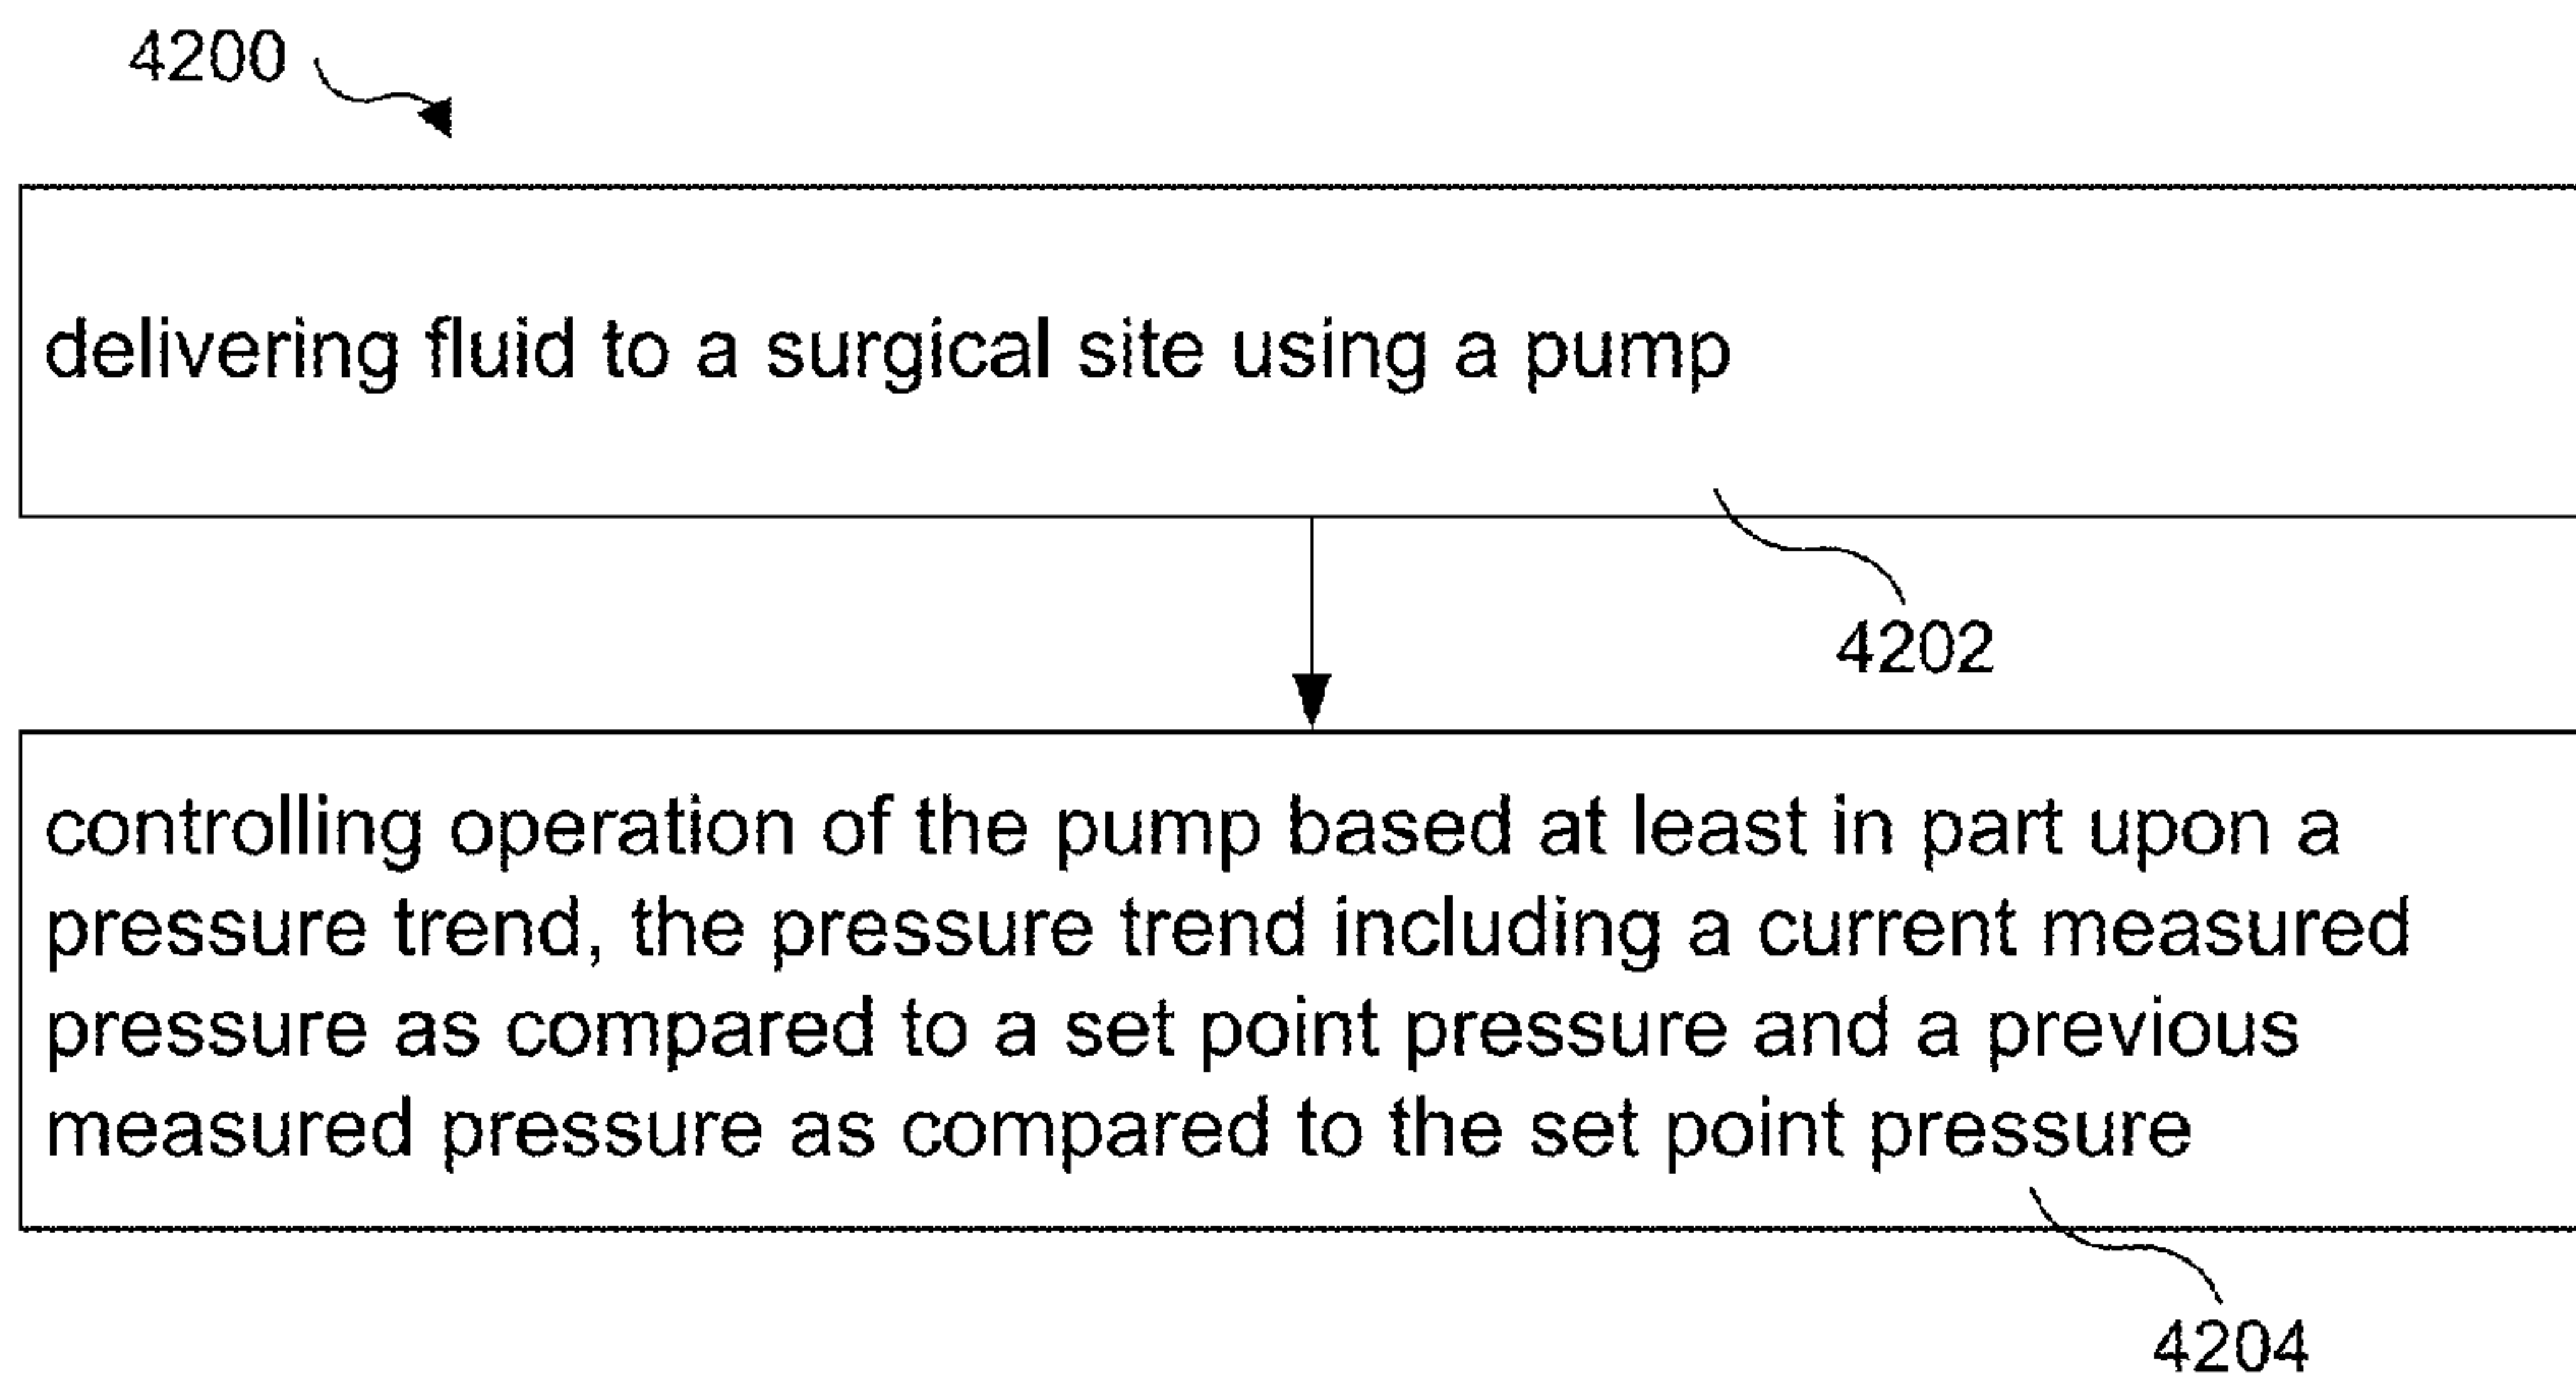 4200
delivering fluid to a surgical site using a pump
4202
controlling operation of the pump based at least in part upon a
pressure trend, the pressure trend including a current measured
pressure as compared to a set point pressure and a previous
measured pressure as compared to the set point pressure
4204